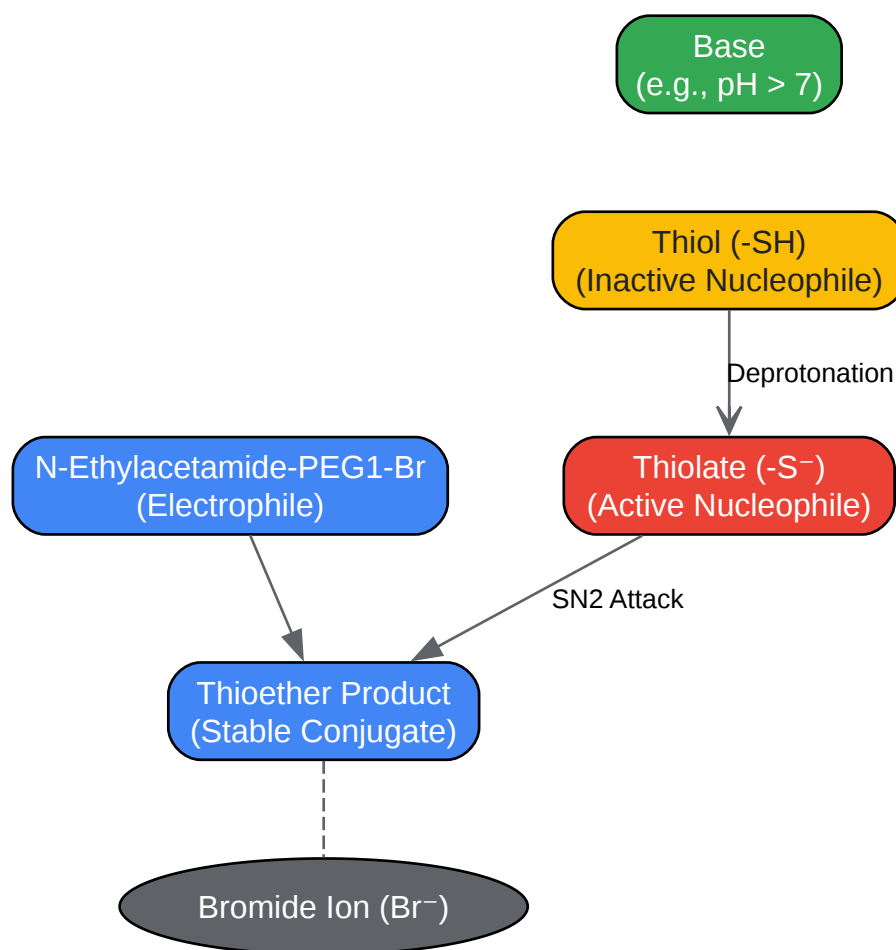 Base
(e.g., pH > 7)
Thiol (-SH)
(Inactive Nucleophile)
Deprotonation
N-Ethylacetamide-PEG1-Br
(Electrophile)
Thiolate (-S⁻)
(Active Nucleophile)
SN2 Attack
Thioether Product
(Stable Conjugate)
Bromide Ion (Br⁻)